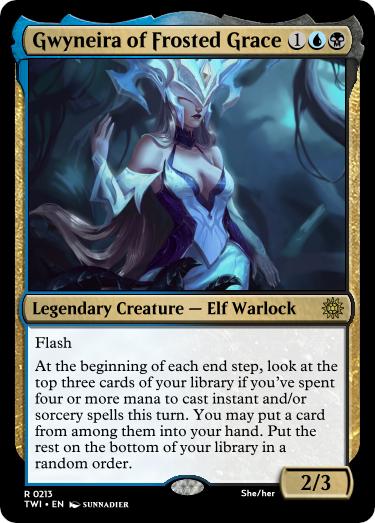 Gwyneira of Frosted Grace 1
Legendary Creature — Elf Warlock
Flash
At the beginning of each end step, look at
the top three cards of your library if you've spent
four or more mana to cast instant and/or
sorcery spells this turn. You may put a card
from among them into your hand. Put the
rest on the bottom of your library in a
random order.
2/3
R 0213
TWI • EN SUNNADIER
She/her